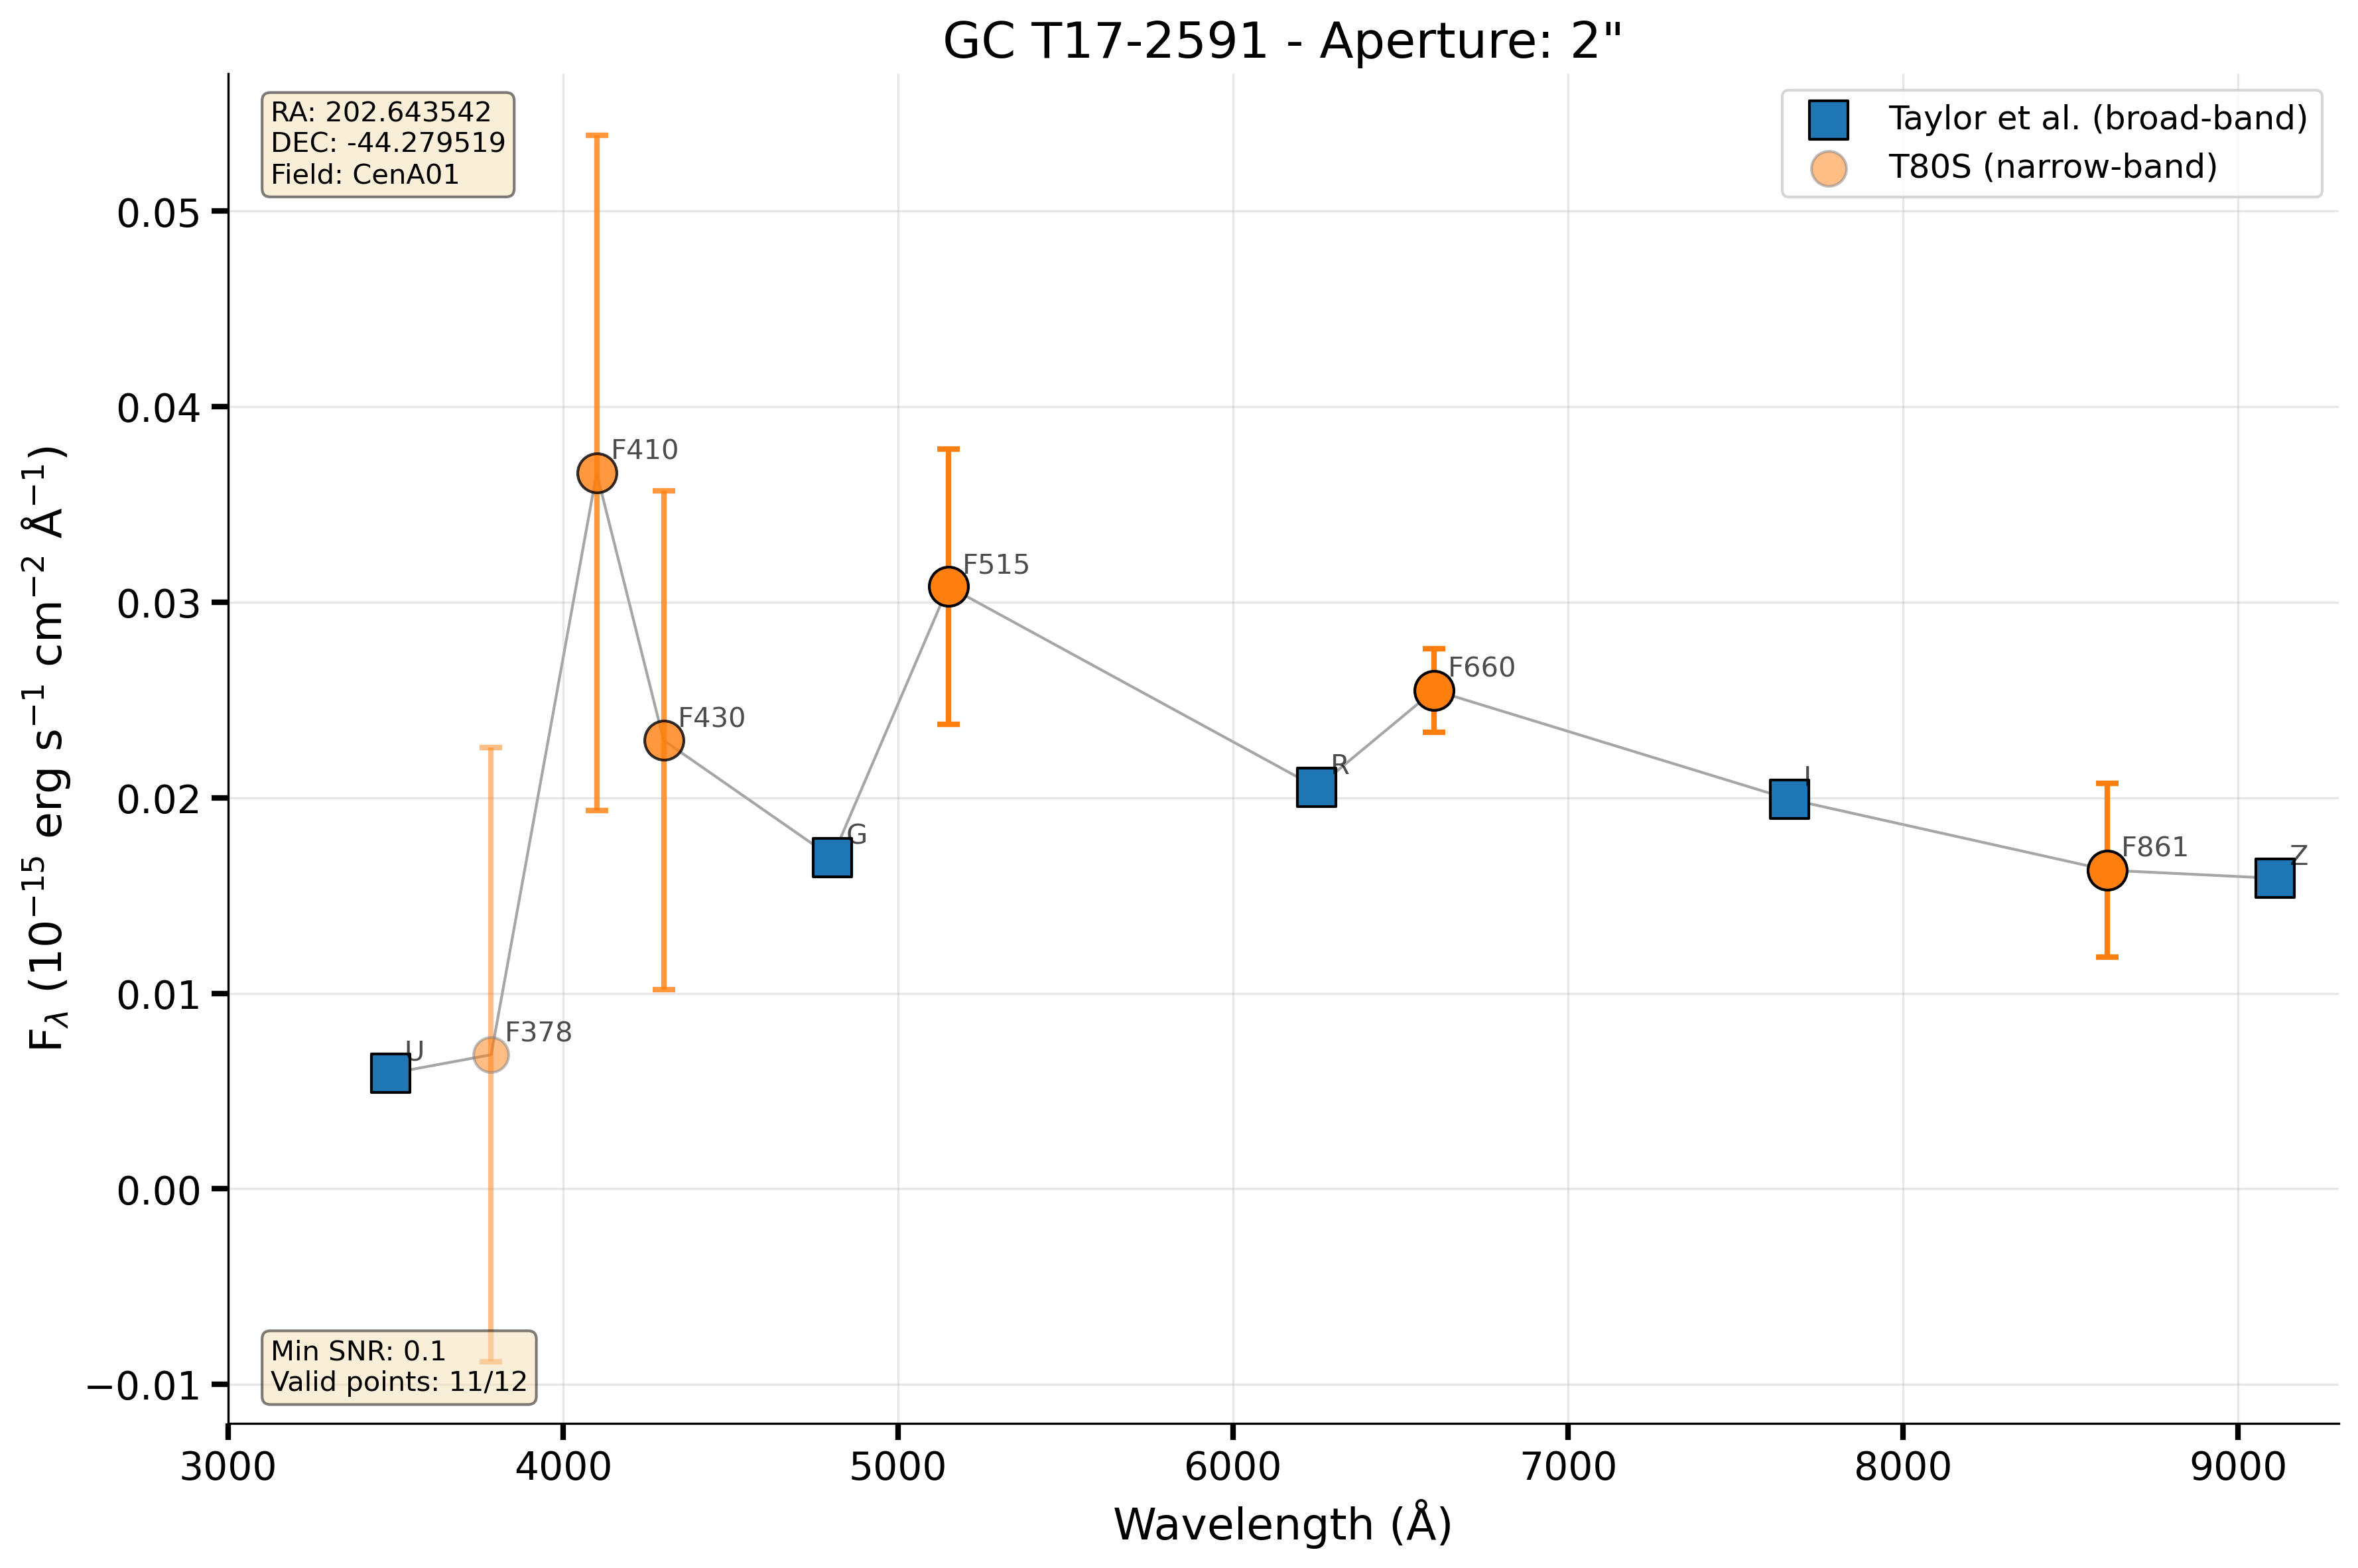 GC T17-2591 - Aperture: 2"
RA: 202.643542
DEC: -44.279519
Field: CenA01
Taylor et al. (broad-band)
T80S (narrow-band)
0.05
0.04
0.03
0.02
0.01
0.00
−0.01
F_λ (10^−15 erg s^−1 cm^−2 Å^−1)
F410
F515
F660
F430
R
I
G
F861
Z
U
F378
Min SNR: 0.1
Valid points: 11/12
3000 4000 5000 6000 7000 8000 9000
Wavelength (Å)